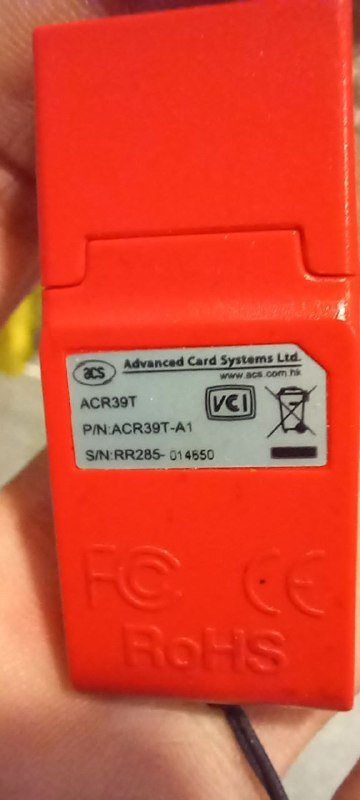 acs
Advanced Card Systems Ltd.
www.acs.com.hk
ACR39T
VCI
P/N:ACR39T-A1
S/N:RR285-014650
FC CE
RoHS